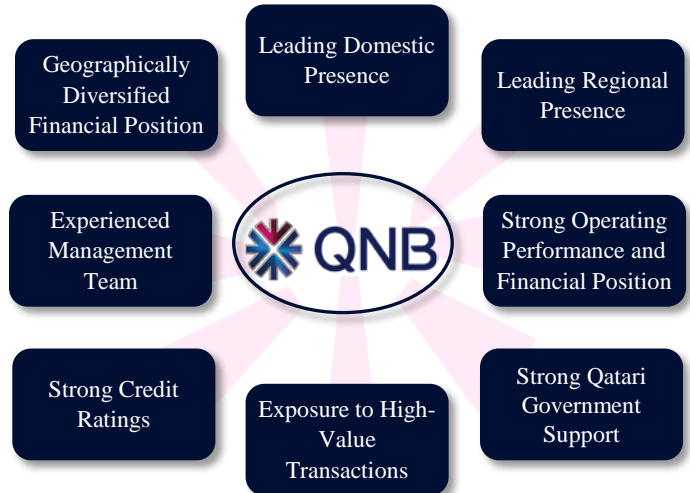 Leading Domestic
Presence
Geographically
Diversified
Financial Position
Leading Regional
Presence
Experienced
Management
Team
QNB
Strong Operating
Performance and
Financial Position
Strong Credit
Ratings
Exposure to High-
Value
Transactions
Strong Qatari
Government
Support